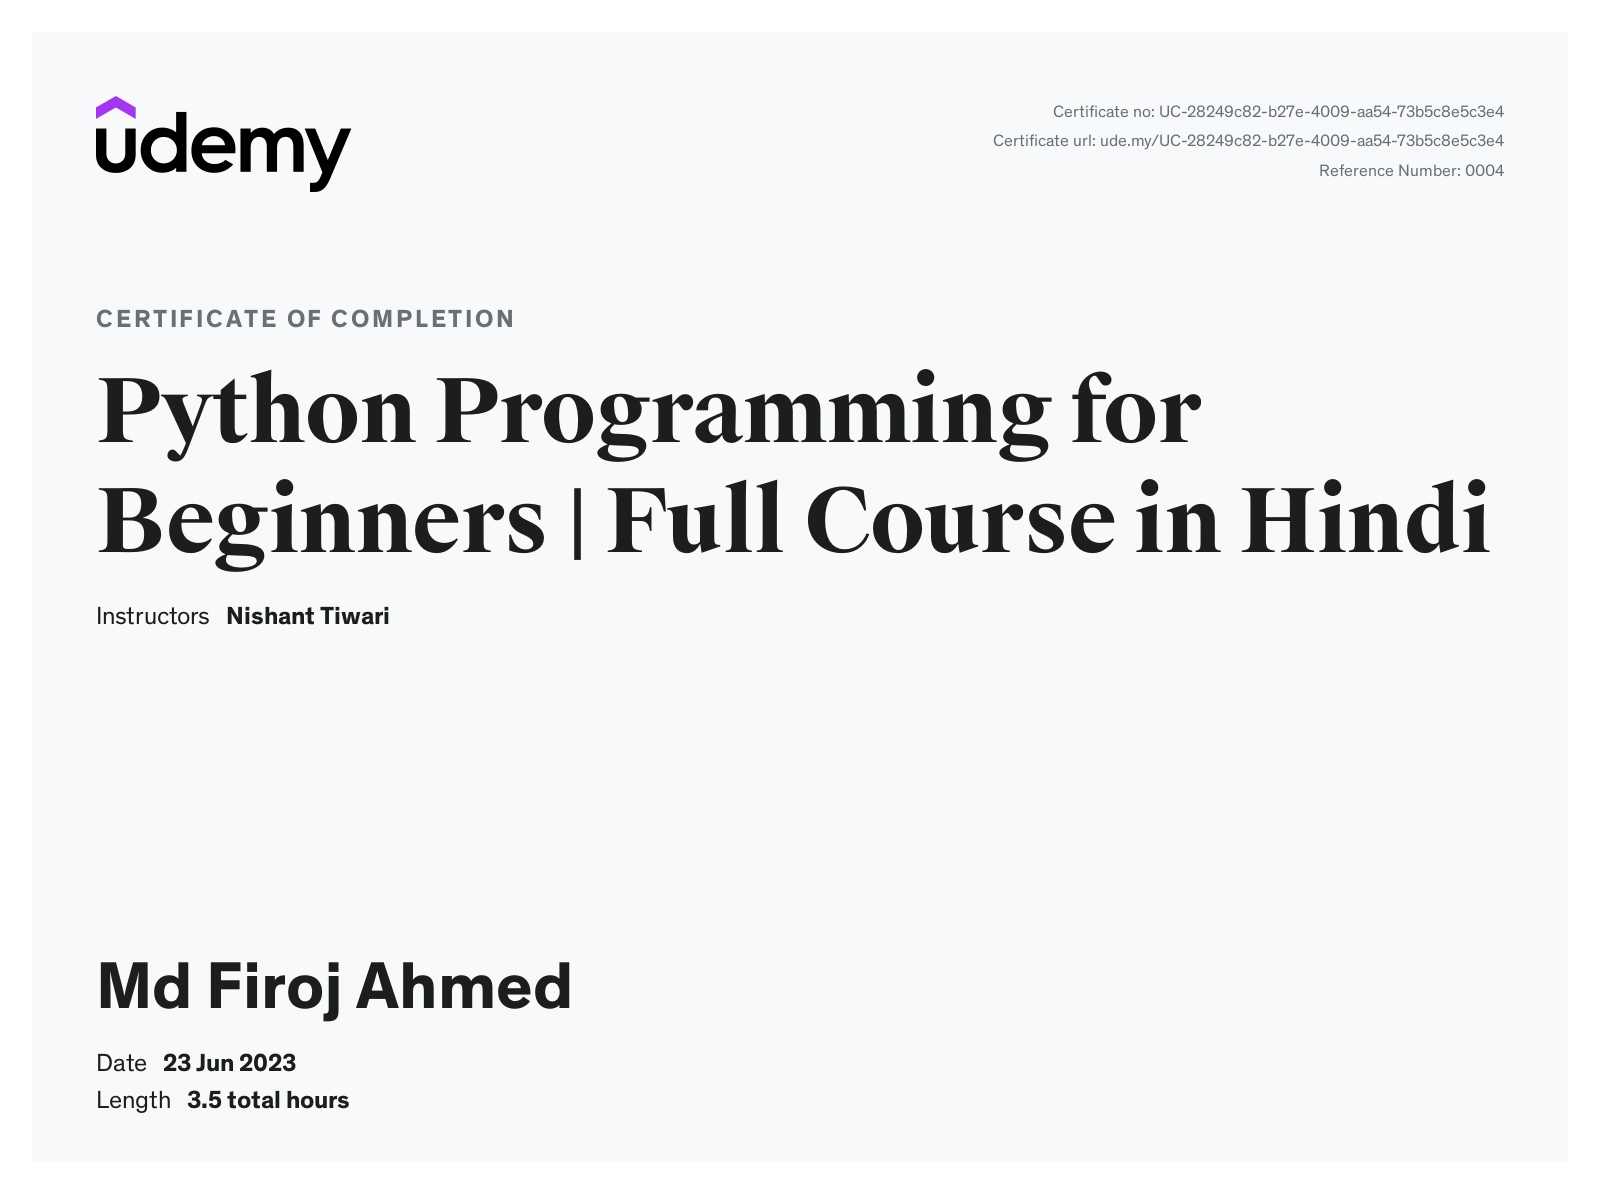 udemy
Certificate no: UC-28249c82-b27e-4009-aa54-73b5c8e5c3e4
Certificate url: ude.my/UC-28249c82-b27e-4009-aa54-73b5c8e5c3e4
Reference Number: 0004
CERTIFICATE OF COMPLETION
Python Programming for
Beginners | Full Course in Hindi
Instructors Nishant Tiwari
Md Firoj Ahmed
Date 23 Jun 2023
Length 3.5 total hours